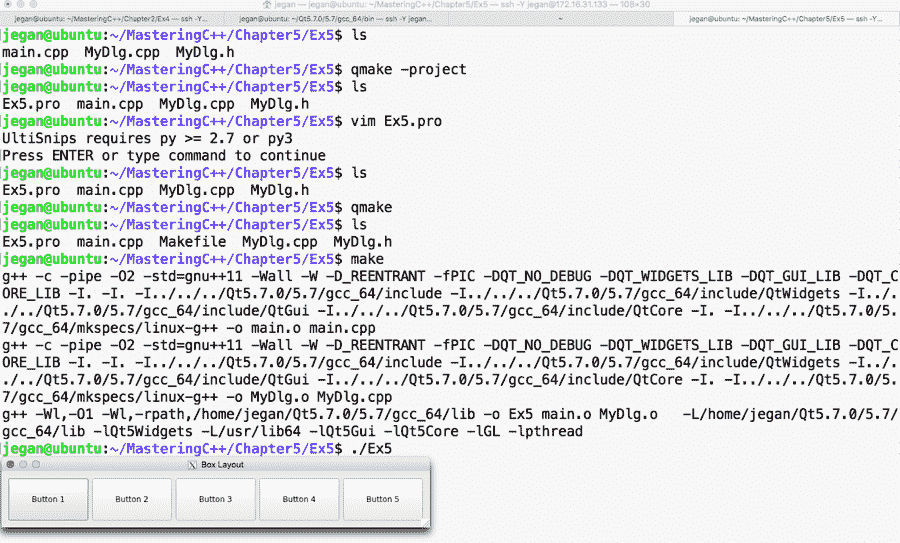 jegan — jegan@ubuntu: ~/MasteringC++/Chapter5/Ex5 — ssh -Y jegan@172.16.31.133 — 108×30
jegan@ubuntu: ~/MasteringC++/Chapter2/Ex4 — ssh -Y...
jegan@ubuntu: ~/Qt5.7.0/5.7/gcc_64/bin — ssh -Y jegan...
~
jegan@ubuntu: ~/MasteringC++/Chapter5/Ex5 — ssh -Y jegan...
jegan@ubuntu:~/MasteringC++/Chapter5/Ex5$ ls
main.cpp MyDlg.cpp MyDlg.h
jegan@ubuntu:~/MasteringC++/Chapter5/Ex5$ qmake -project
jegan@ubuntu:~/MasteringC++/Chapter5/Ex5$ ls
Ex5.pro main.cpp MyDlg.cpp MyDlg.h
jegan@ubuntu:~/MasteringC++/Chapter5/Ex5$ vim Ex5.pro
UltiSnips requires py >= 2.7 or py3
Press ENTER or type command to continue
jegan@ubuntu:~/MasteringC++/Chapter5/Ex5$ ls
Ex5.pro main.cpp MyDlg.cpp MyDlg.h
jegan@ubuntu:~/MasteringC++/Chapter5/Ex5$ qmake
jegan@ubuntu:~/MasteringC++/Chapter5/Ex5$ ls
Ex5.pro main.cpp Makefile MyDlg.cpp MyDlg.h
jegan@ubuntu:~/MasteringC++/Chapter5/Ex5$ make
g++ -c -pipe -O2 -std=gnu++11 -Wall -W -D_REENTRANT -fPIC -DQT_NO_DEBUG -DQT_WIDGETS_LIB -DQT_GUI_LIB -DQT_C
ORE_LIB -I. -I. -I../../../Qt5.7.0/5.7/gcc_64/include -I../../../Qt5.7.0/5.7/gcc_64/include/QtWidgets -I../.
./../Qt5.7.0/5.7/gcc_64/include/QtGui -I../../../Qt5.7.0/5.7/gcc_64/include/QtCore -I. -I../../../Qt5.7.0/5.
7/gcc_64/mkspecs/linux-g++ -o main.o main.cpp
g++ -c -pipe -O2 -std=gnu++11 -Wall -W -D_REENTRANT -fPIC -DQT_NO_DEBUG -DQT_WIDGETS_LIB -DQT_GUI_LIB -DQT_C
ORE_LIB -I. -I. -I../../../Qt5.7.0/5.7/gcc_64/include -I../../../Qt5.7.0/5.7/gcc_64/include/QtWidgets -I../.
./../Qt5.7.0/5.7/gcc_64/include/QtGui -I../../../Qt5.7.0/5.7/gcc_64/include/QtCore -I. -I../../../Qt5.7.0/5.
7/gcc_64/mkspecs/linux-g++ -o MyDlg.o MyDlg.cpp
g++ -Wl,-O1 -Wl,-rpath,/home/jegan/Qt5.7.0/5.7/gcc_64/lib -o Ex5 main.o MyDlg.o -L/home/jegan/Qt5.7.0/5.7/
gcc_64/lib -lQt5Widgets -L/usr/lib64 -lQt5Gui -lQt5Core -lGL -lpthread
jegan@ubuntu:~/MasteringC++/Chapter5/Ex5$ ./Ex5
Box Layout
Button 1 Button 2 Button 3 Button 4 Button 5